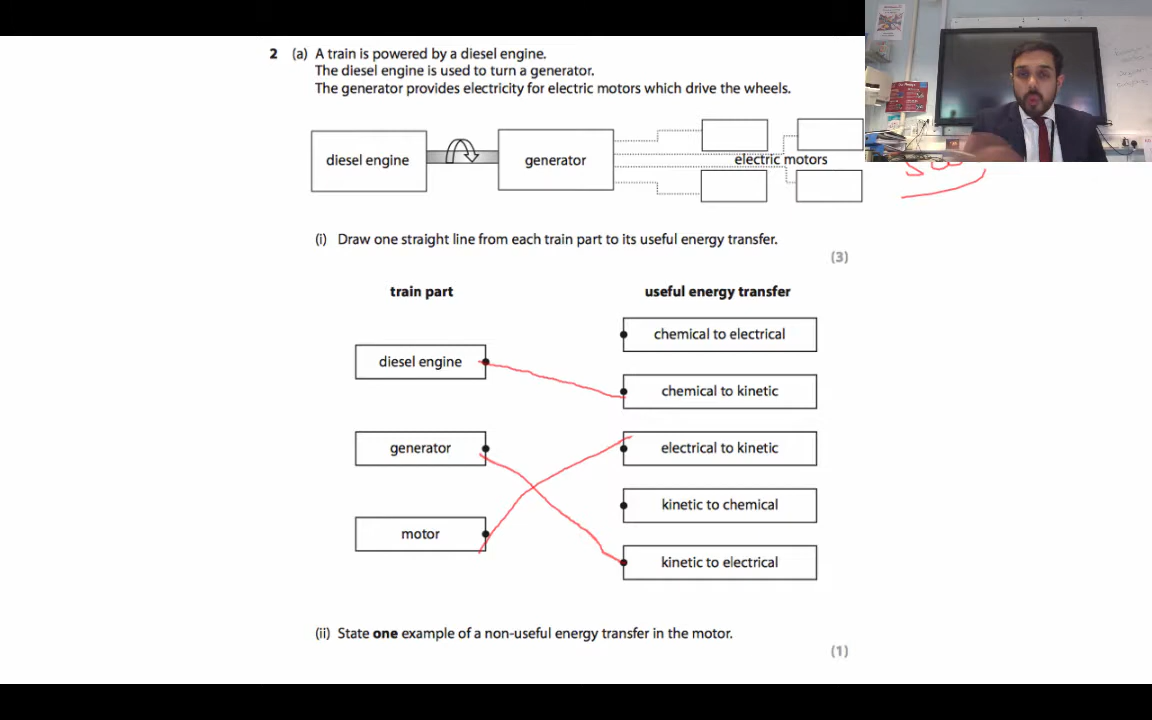 2 (a) A train is powered by a diesel engine.
The diesel engine is used to turn a generator.
The generator provides electricity for electric motors which drive the wheels.
diesel engine
generator
electric motors
(i) Draw one straight line from each train part to its useful energy transfer.
(3)
train part
useful energy transfer
chemical to electrical
diesel engine
chemical to kinetic
generator
electrical to kinetic
kinetic to chemical
motor
kinetic to electrical
(ii) State one example of a non-useful energy transfer in the motor.
(1)